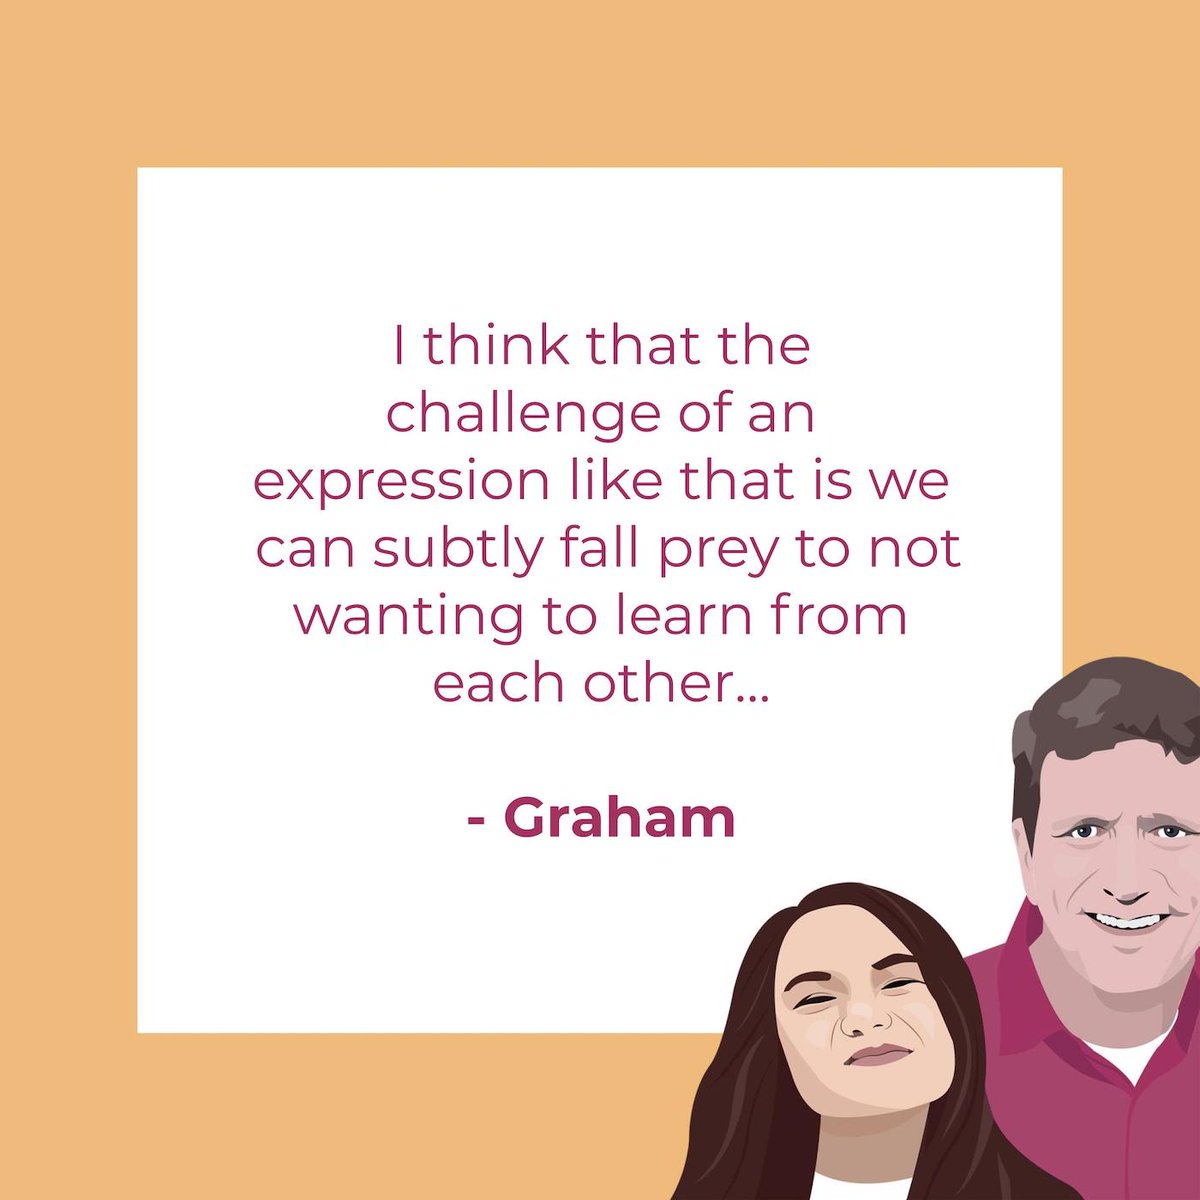 I think that the
challenge of an
expression like that is we
can subtly fall prey to not
wanting to learn from
each other...
- Graham